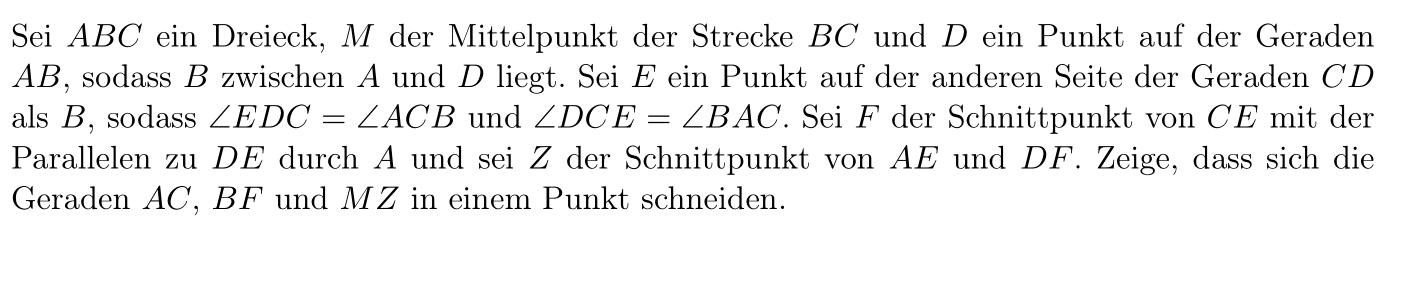 Sei ABC ein Dreieck, M der Mittelpunkt der Strecke BC und D ein Punkt auf der Geraden
AB, sodass B zwischen A und D liegt. Sei E ein Punkt auf der anderen Seite der Geraden CD
als B, sodass ∠EDC = ∠ACB und ∠DCE = ∠BAC. Sei F der Schnittpunkt von CE mit der
Parallelen zu DE durch A und sei Z der Schnittpunkt von AE und DF. Zeige, dass sich die
Geraden AC, BF und MZ in einem Punkt schneiden.